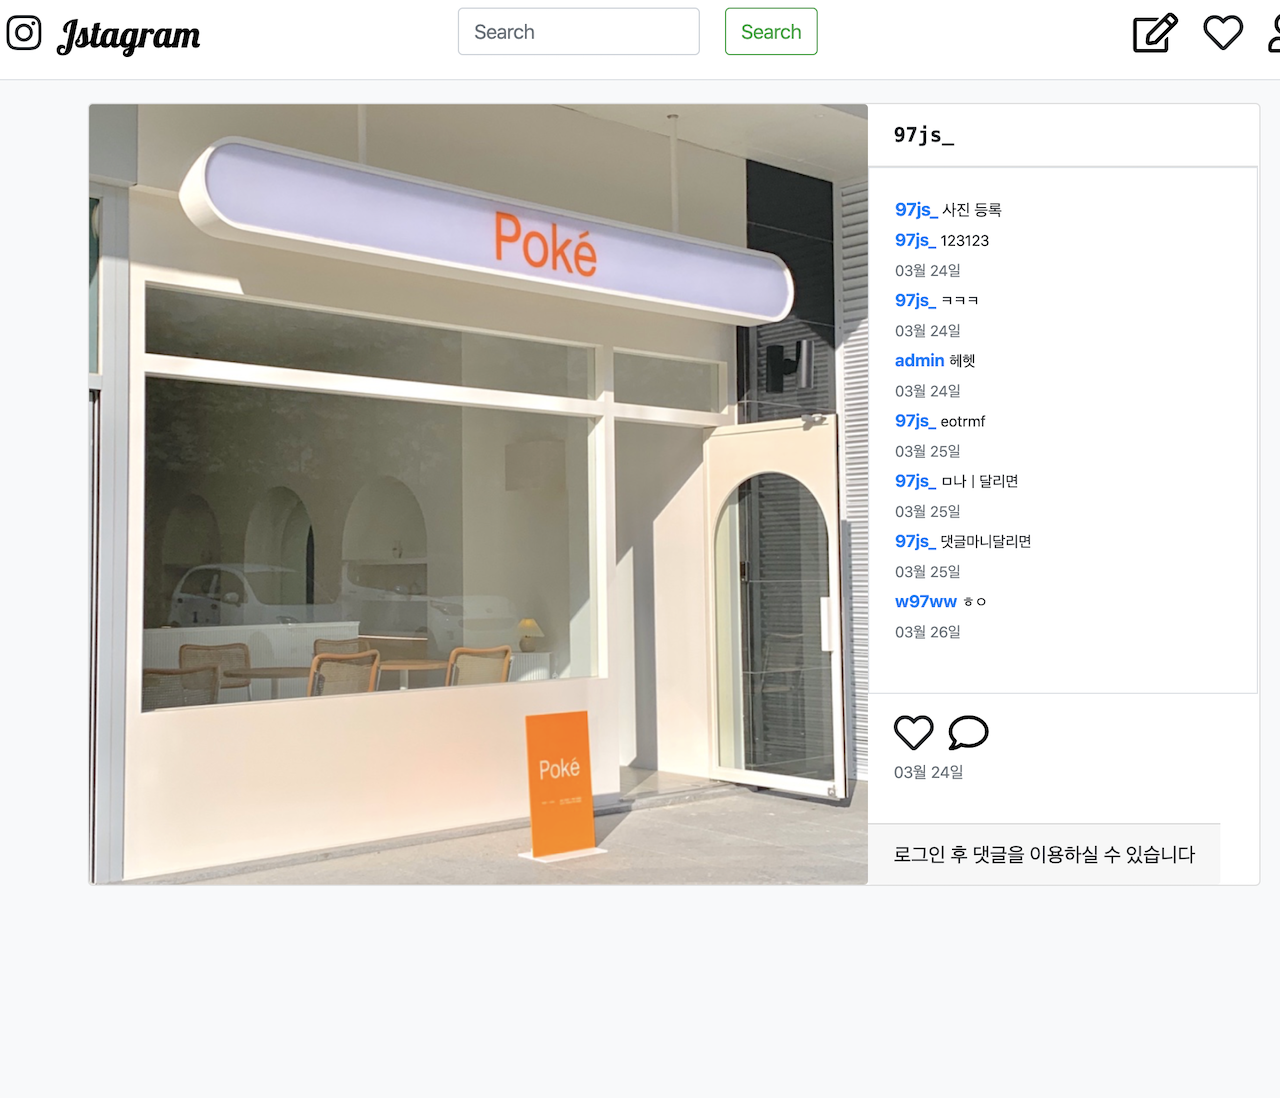 Jstagram
Search
Search
Poké
Poké
97js_
97js_ 사진 등록
97js_ 123123
03월 24일
97js_ ㅋㅋㅋ
03월 24일
admin 헤헷
03월 24일
97js_ eotrmf
03월 25일
97js_ ㅁ나ㅣ달리면
03월 25일
97js_ 댓글마니달리면
03월 25일
w97ww ㅎㅇ
03월 26일
03월 24일
로그인 후 댓글을 이용하실 수 있습니다